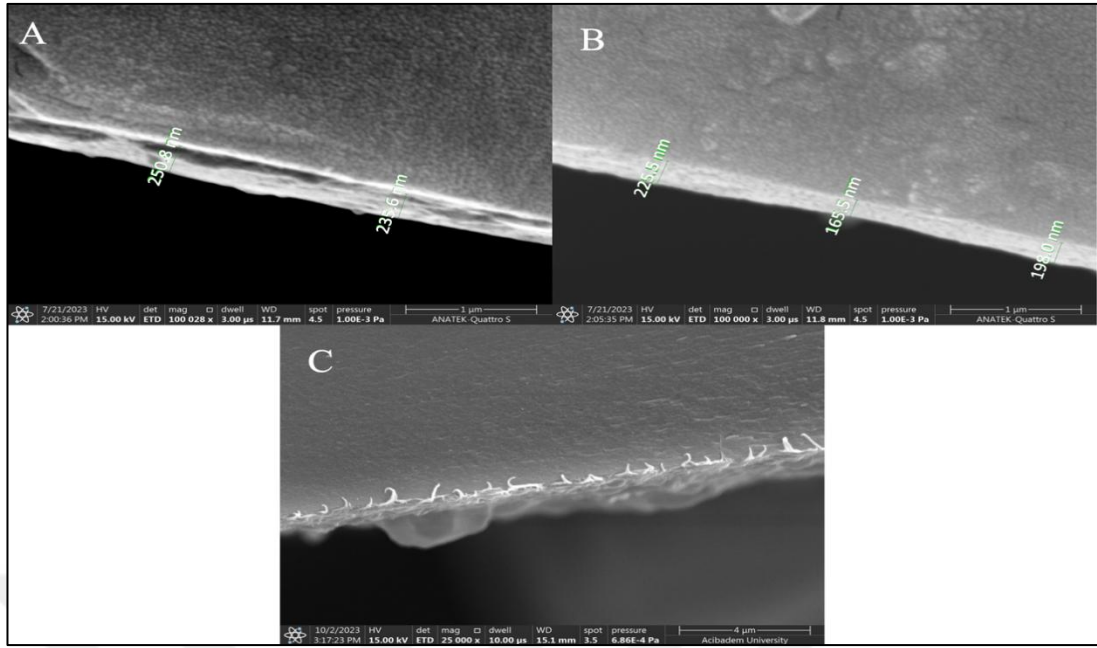 A
250.8 nm
239.6 nm
7/21/2023 HV det mag □ dwell WD spot pressure 1 µm
2:00:36 PM 15.00 kV ETD 100 028 x 3.00 µs 11.7 mm 4.5 1.00E-3 Pa ANATEK-Quattro S
B
225.5 nm
165.5 nm
198.0 nm
7/21/2023 HV det mag □ dwell WD spot pressure 1 µm
2:05:35 PM 15.00 kV ETD 100 000 x 3.00 µs 11.8 mm 4.5 1.00E-3 Pa ANATEK-Quattro S
C
10/2/2023 HV det mag □ dwell WD spot pressure 4 µm
3:17:23 PM 15.00 kV ETD 25 000 x 10.00 µs 15.1 mm 3.5 6.86E-4 Pa Acibadem University